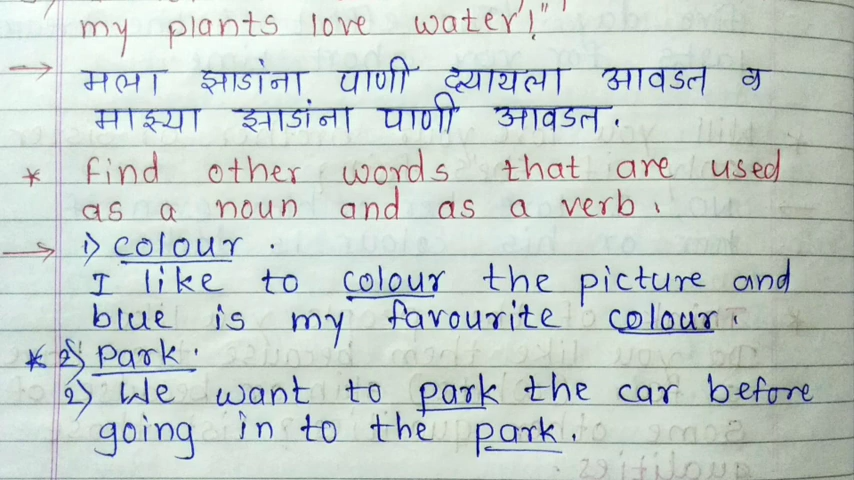 my plants love water!"
→ मला झाडांना पाणी द्यायला आवडत व
माझ्या झाडांना पाणी आवडत.
* find other words that are used
as a noun and as a verb.
→ 1) colour.
I like to colour the picture and
blue is my favourite colour.
* 2) Park.
2) We want to park the car before
going in to the park.